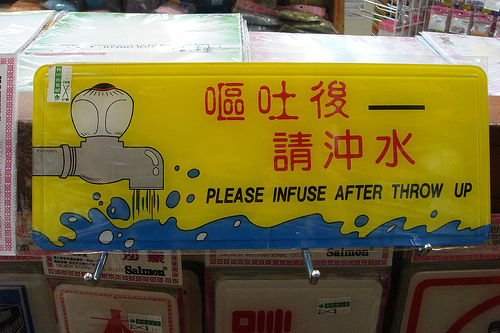 嘔吐後
請沖水
PLEASE INFUSE AFTER THROW UP
Salmon
Salmon